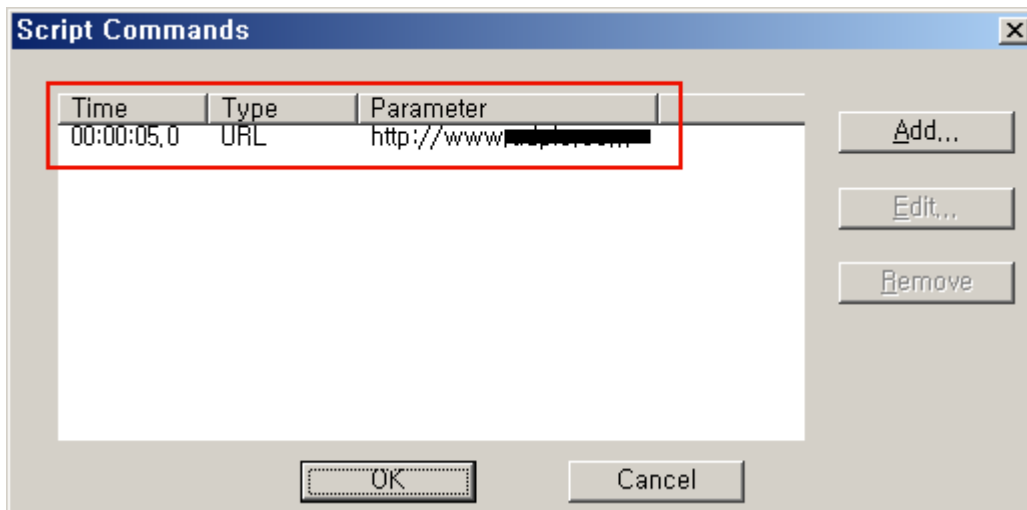 Script Commands
Time Type Parameter
00:00:05.0 URL http://www.
Add...
Edit...
Remove
OK Cancel